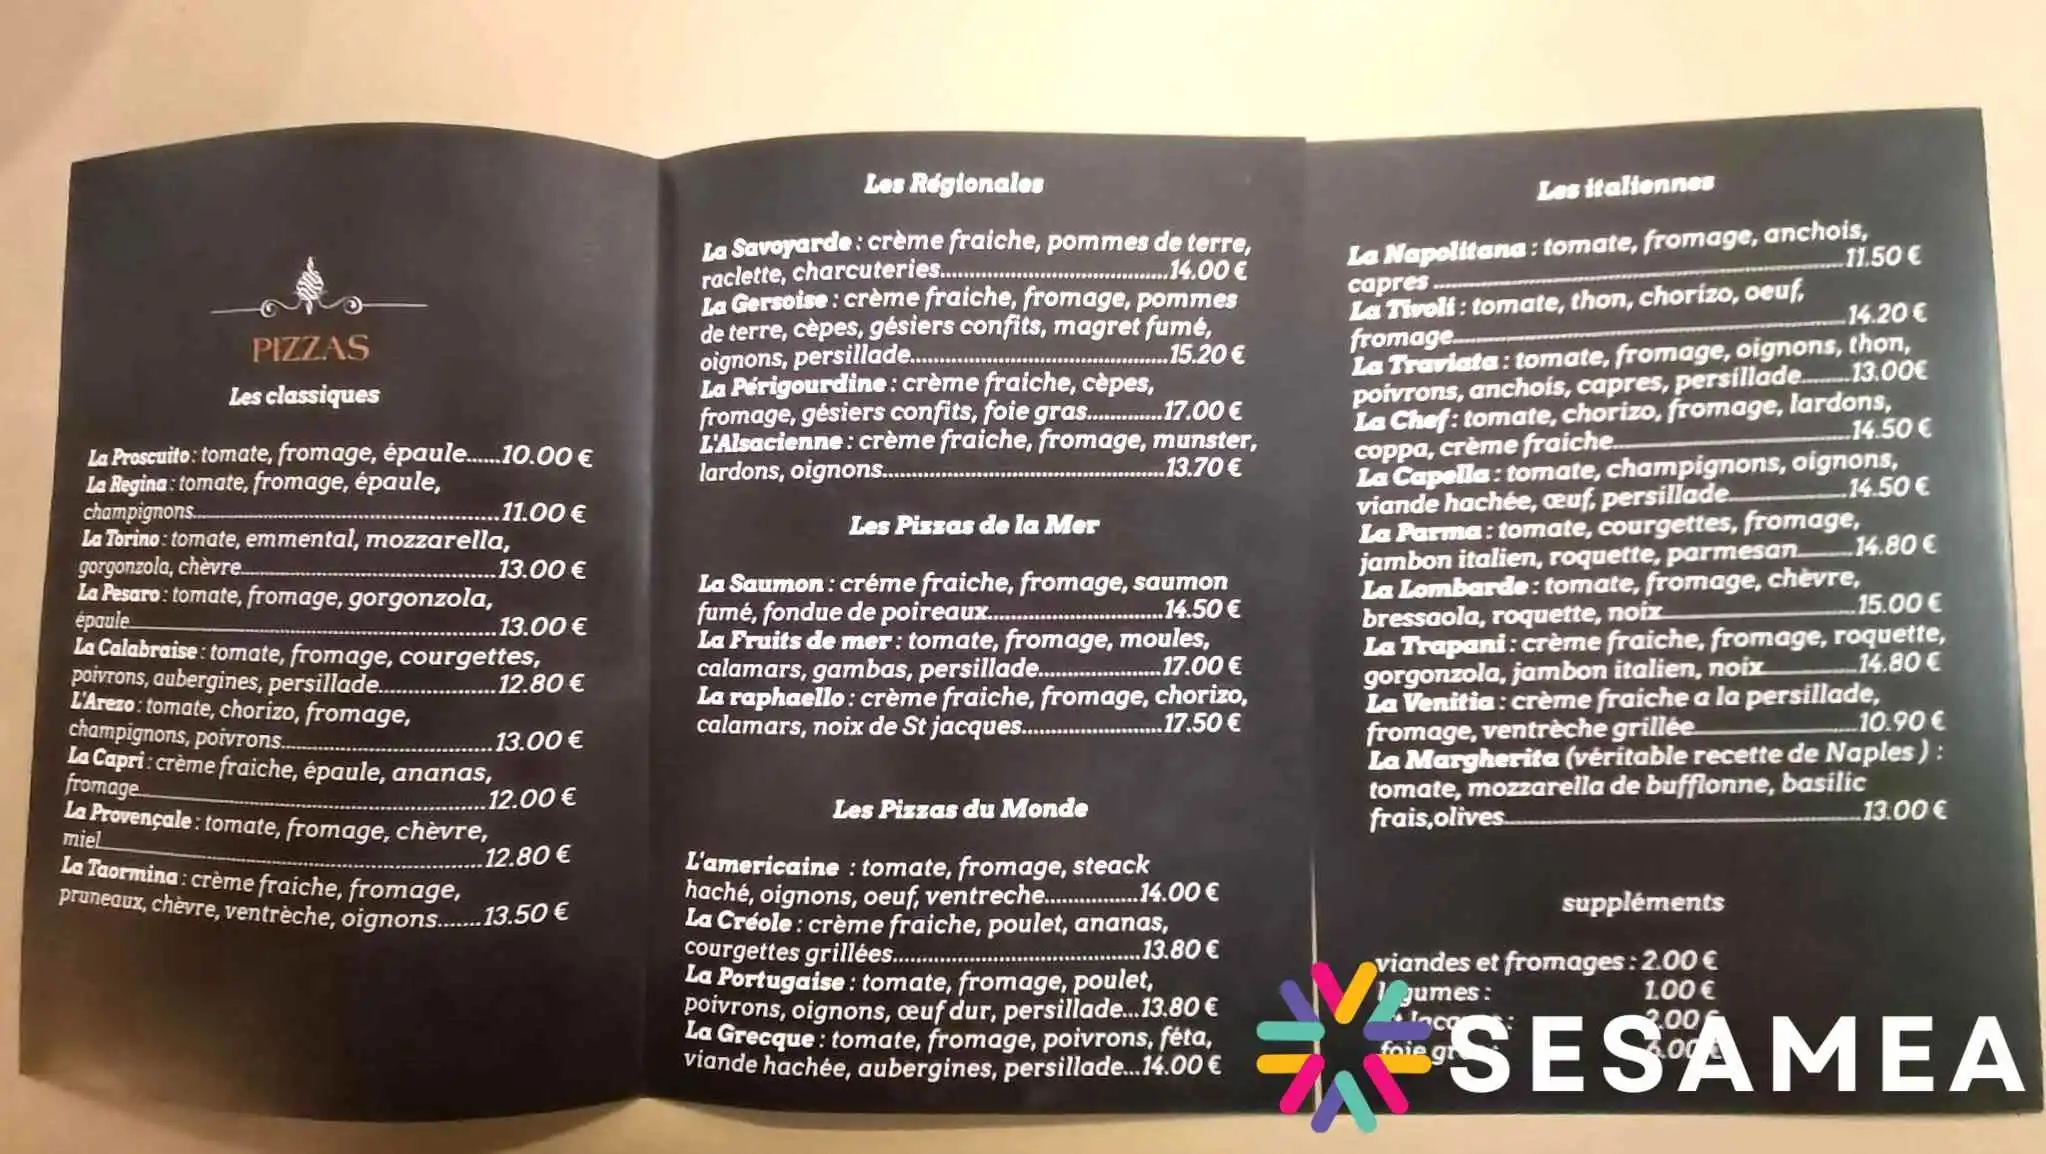 PIZZAS
Les classiques
La Proscuito : tomate, fromage, épaule......10.00 €
La Regina : tomate, fromage, épaule,
champignons..........11.00 €
La Torino : tomate, emmental, mozzarella,
gorgonzola, chèvre..........13.00 €
La Pesaro : tomate, fromage, gorgonzola,
épaule..........13.00 €
La Calabraise : tomate, fromage, courgettes,
poivrons, aubergines, persillade..........12.80 €
L'Arezo : tomate, chorizo, fromage,
champignons, poivrons..........13.00 €
La Capri : crème fraiche, épaule, ananas,
fromage..........12.00 €
La Provençale : tomate, fromage, chèvre,
miel..........12.80 €
La Taormina : crème fraiche, fromage,
pruneaux, chèvre, ventrèche, oignons.......13.50 €
Les Régionales
La Savoyarde : crème fraiche, pommes de terre,
raclette, charcuteries..........14.00 €
La Gersoise : crème fraiche, fromage, pommes
de terre, cèpes, gésiers confits, magret fumé,
oignons, persillade..........15.20 €
La Périgourdine : crème fraiche, cèpes,
fromage, gésiers confits, foie gras..........17.00 €
L'Alsacienne : crème fraiche, fromage, munster,
lardons, oignons..........13.70 €
Les Pizzas de la Mer
La Saumon : créme fraiche, fromage, saumon
fumé, fondue de poireaux..........14.50 €
La Fruits de mer : tomate, fromage, moules,
calamars, gambas, persillade..........17.00 €
La raphaello : crème fraiche, fromage, chorizo,
calamars, noix de St jacques..........17.50 €
Les Pizzas du Monde
L'americaine : tomate, fromage, steack
haché, oignons, oeuf, ventreche..........14.00 €
La Créole : crème fraiche, poulet, ananas,
courgettes grillées..........13.80 €
La Portugaise : tomate, fromage, poulet,
poivrons, oignons, œuf dur, persillade...13.80 €
La Grecque : tomate, fromage, poivrons, féta,
viande hachée, aubergines, persillade...14.00 €
Les italiennes
La Napolitana : tomate, fromage, anchois,
capres..........11.50 €
La Tivoli : tomate, thon, chorizo, oeuf,
fromage..........14.20 €
La Traviata : tomate, fromage, oignons, thon,
poivrons, anchois, capres, persillade........13.00€
La Chef : tomate, chorizo, fromage, lardons,
coppa, crème fraiche..........14.50 €
La Capella : tomate, champignons, oignons,
viande hachée, œuf, persillade..........14.50 €
La Parma : tomate, courgettes, fromage,
jambon italien, roquette, parmesan........14.80 €
La Lombarde : tomate, fromage, chèvre,
bressaola, roquette, noix..........15.00 €
La Trapani : crème fraiche, fromage, roquette,
gorgonzola, jambon italien, noix..........14.80 €
La Venitia : crème fraiche a la persillade,
fromage, ventrèche grillée..........10.90 €
La Margherita (véritable recette de Naples ) :
tomate, mozzarella de bufflonne, basilic
frais,olives..........13.00 €
suppléments
viandes et fromages : 2.00 €
légumes : 1.00 €
2.00 €
foie gras : 6.00 €
SESAMEA